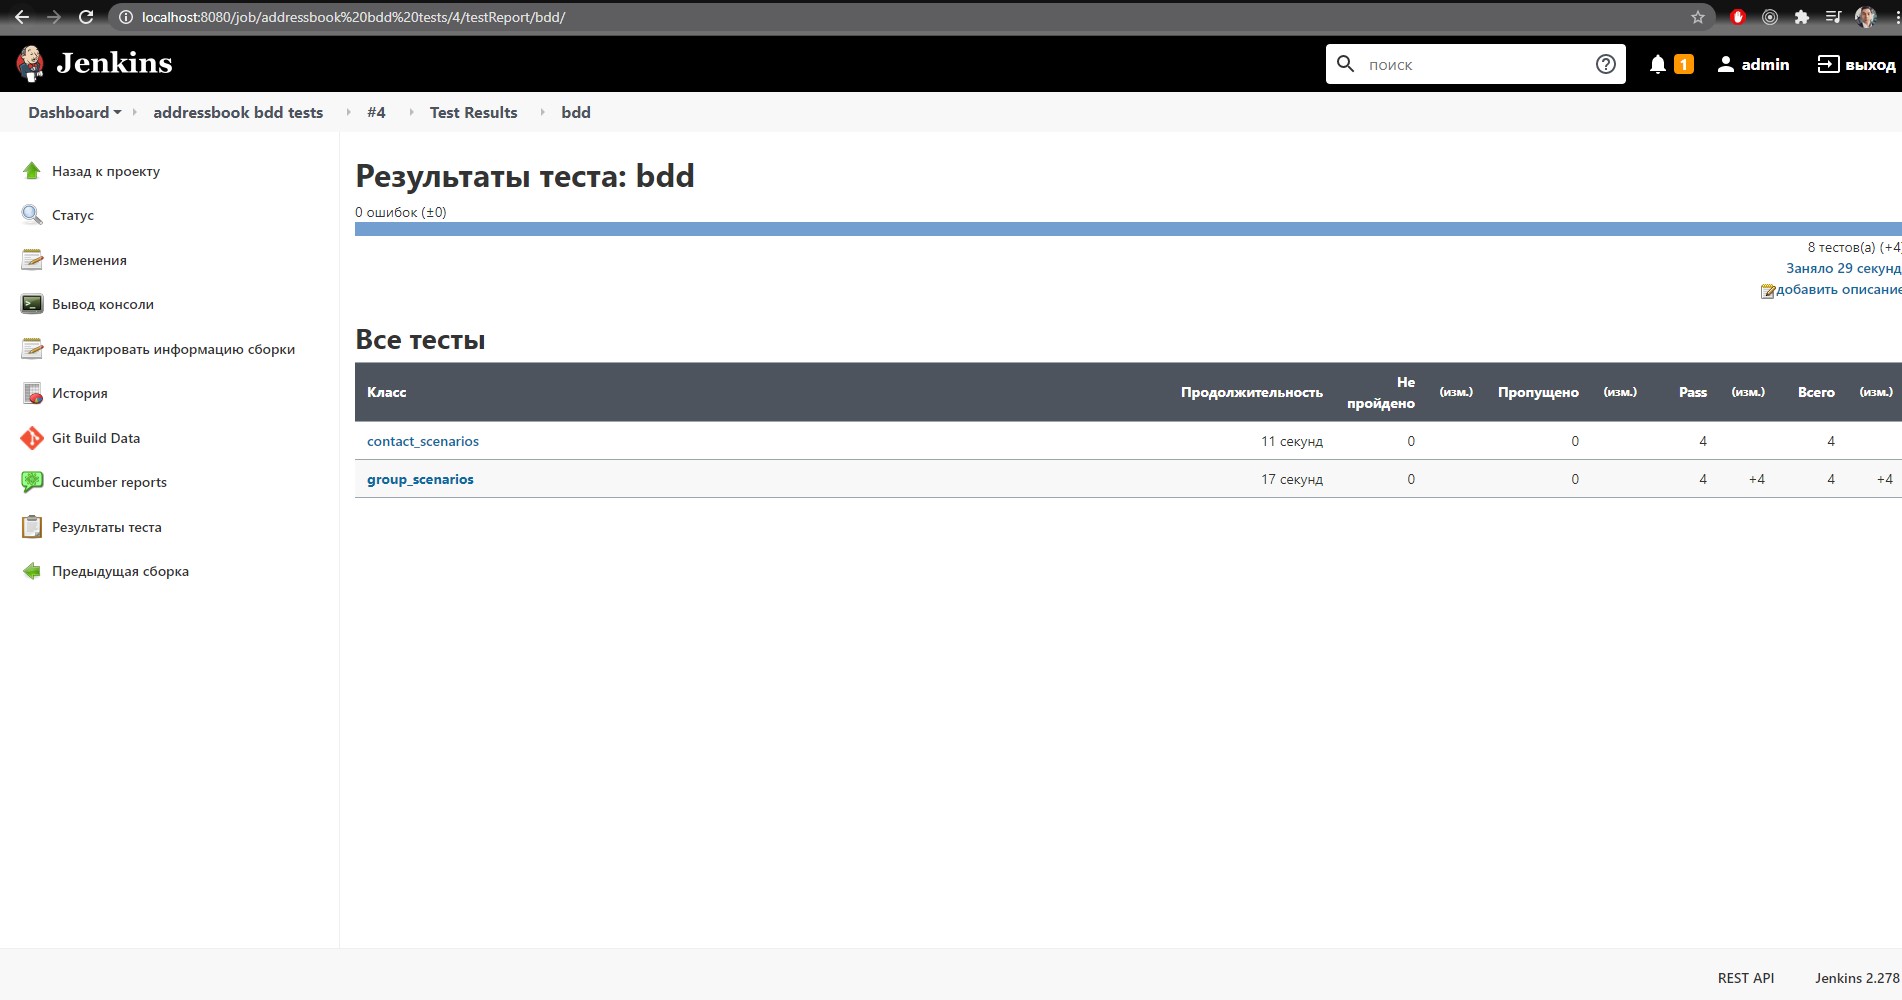 localhost:8080/job/addressbook%20bdd%20tests/4/testReport/bdd/
Jenkins
поиск
1
admin
выход
Dashboard
addressbook bdd tests
#4
Test Results
bdd
Назад к проекту
Статус
Изменения
Вывод консоли
Редактировать информацию сборки
История
Git Build Data
Cucumber reports
Результаты теста
Предыдущая сборка
Результаты теста: bdd
0 ошибок (±0)
8 тестов(а) (+4)
Заняло 29 секунд
добавить описание
Все тесты
Класс Продолжительность Не пройдено (изм.) Пропущено (изм.) Pass (изм.) Всего (изм.)
contact_scenarios 11 секунд 0 0 4 4
group_scenarios 17 секунд 0 0 4 +4 4 +4
REST API
Jenkins 2.278